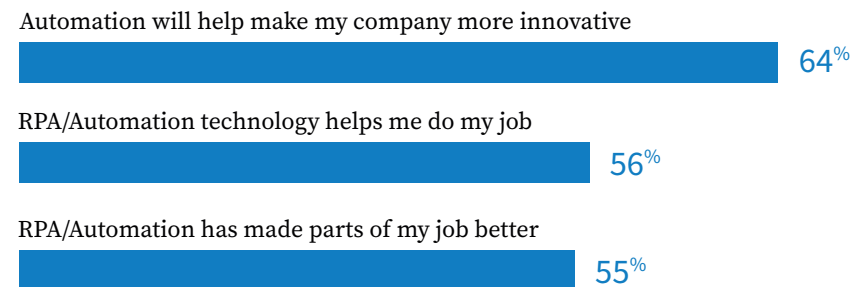 Automation will help make my company more innovative
64%
RPA/Automation technology helps me do my job
56%
RPA/Automation has made parts of my job better
55%